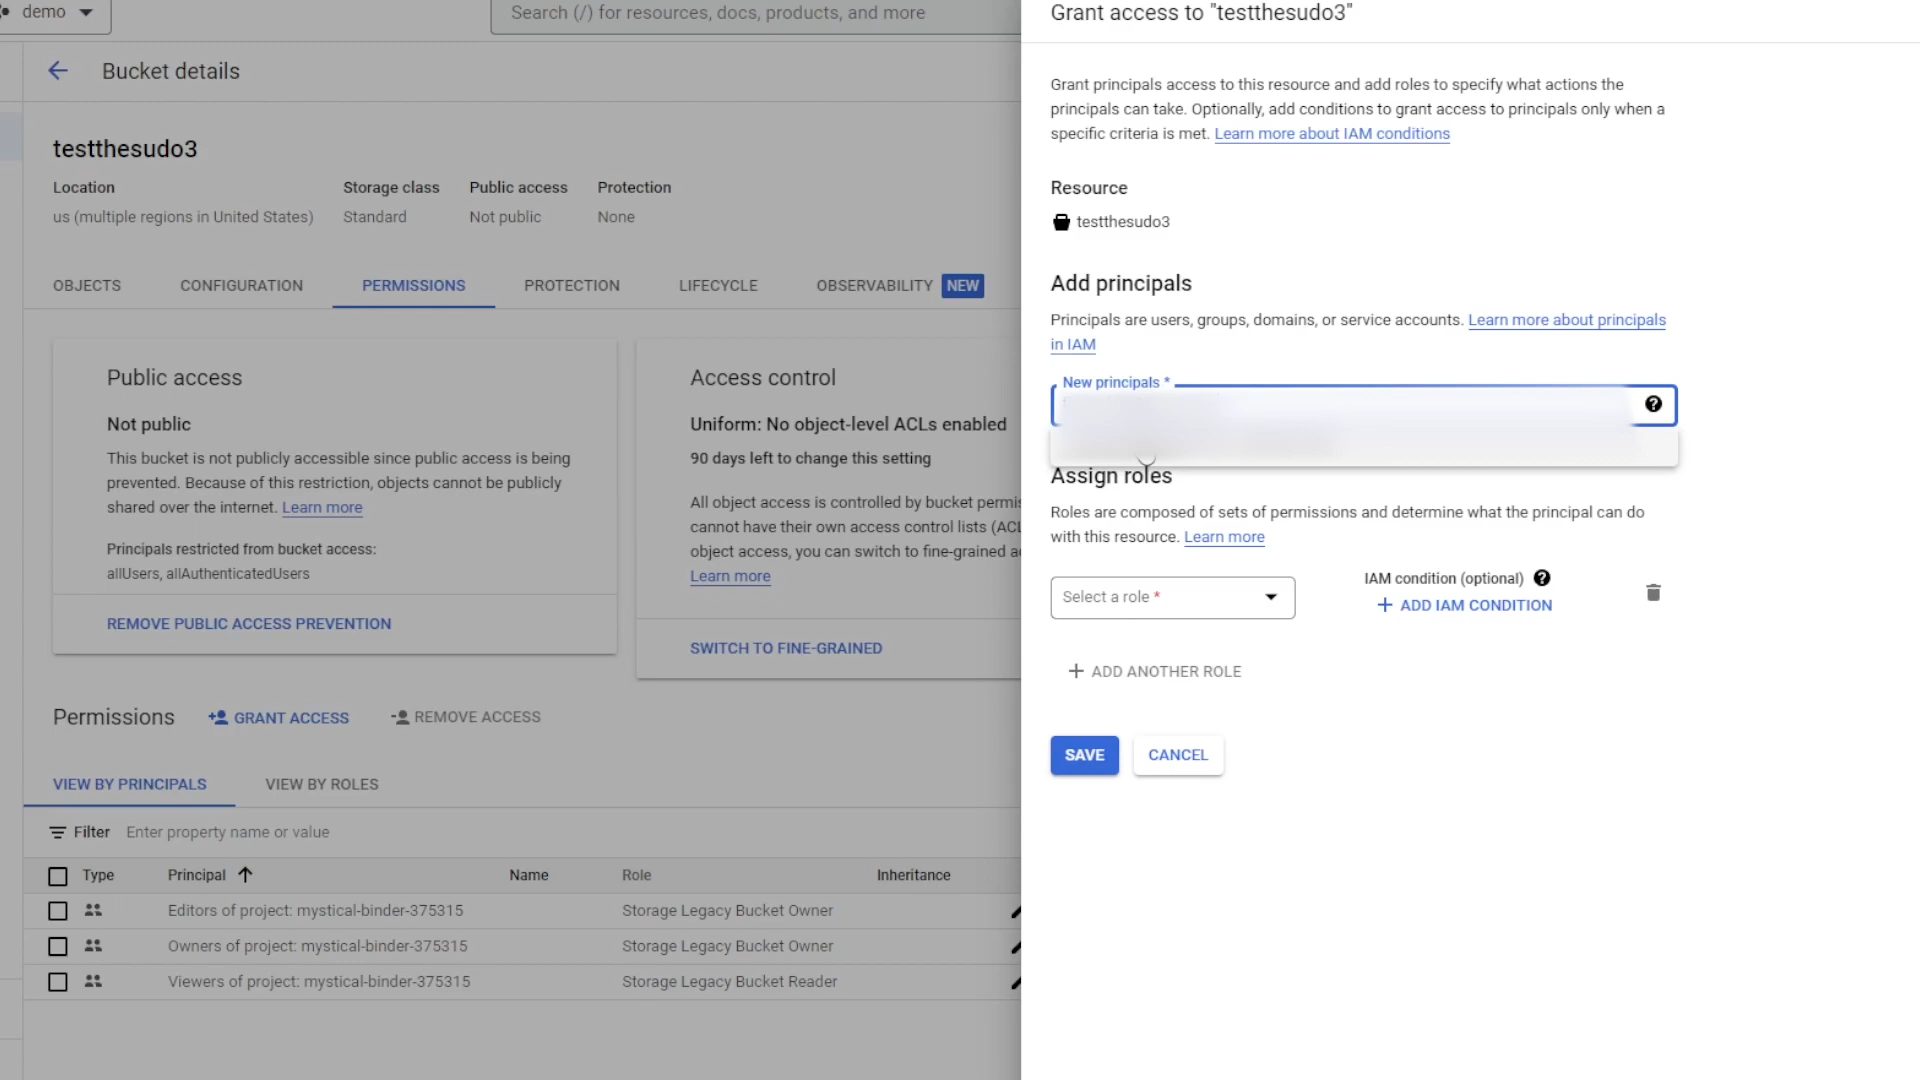 demo
Search (/) for resources, docs, products, and more
Bucket details
testthesudo3
Location
us (multiple regions in United States)
Storage class
Standard
Public access
Not public
Protection
None
OBJECTS
CONFIGURATION
PERMISSIONS
PROTECTION
LIFECYCLE
OBSERVABILITY NEW
Public access
Not public
This bucket is not publicly accessible since public access is being
prevented. Because of this restriction, objects cannot be publicly
shared over the internet. Learn more
Principals restricted from bucket access:
allUsers, allAuthenticatedUsers
REMOVE PUBLIC ACCESS PREVENTION
Access control
Uniform: No object-level ACLs enabled
90 days left to change this setting
All object access is controlled by bucket permis
cannot have their own access control lists (ACL
object access, you can switch to fine-grained a
Learn more
SWITCH TO FINE-GRAINED
Permissions
GRANT ACCESS
REMOVE ACCESS
VIEW BY PRINCIPALS
VIEW BY ROLES
Filter Enter property name or value
Type Principal Name Role Inheritance
Editors of project: mystical-binder-375315 Storage Legacy Bucket Owner
Owners of project: mystical-binder-375315 Storage Legacy Bucket Owner
Viewers of project: mystical-binder-375315 Storage Legacy Bucket Reader
Grant access to "testthesudo3"
Grant principals access to this resource and add roles to specify what actions the
principals can take. Optionally, add conditions to grant access to principals only when a
specific criteria is met. Learn more about IAM conditions
Resource
testthesudo3
Add principals
Principals are users, groups, domains, or service accounts. Learn more about principals
in IAM
New principals *
Assign roles
Roles are composed of sets of permissions and determine what the principal can do
with this resource. Learn more
Select a role *
IAM condition (optional)
+ ADD IAM CONDITION
+ ADD ANOTHER ROLE
SAVE
CANCEL